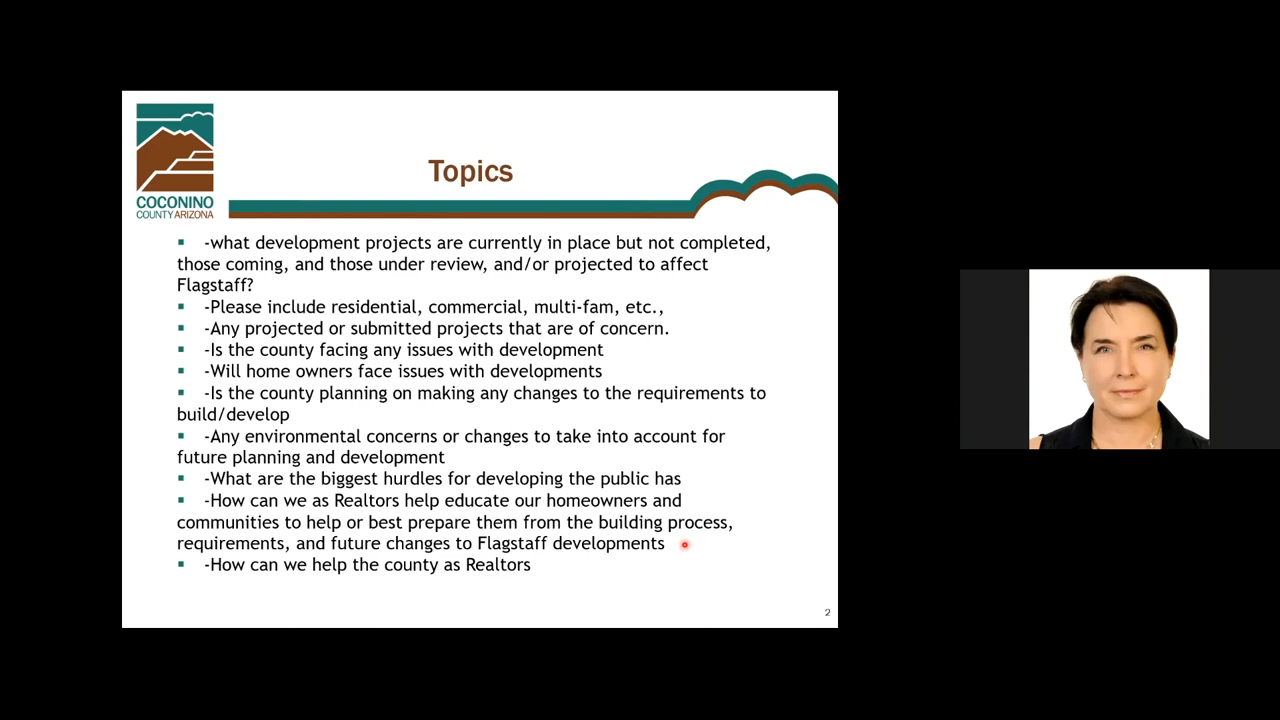 COCONINO
COUNTY ARIZONA
Topics
-what development projects are currently in place but not completed,
those coming, and those under review, and/or projected to affect
Flagstaff?
-Please include residential, commercial, multi-fam, etc.,
-Any projected or submitted projects that are of concern.
-Is the county facing any issues with development
-Will home owners face issues with developments
-Is the county planning on making any changes to the requirements to
build/develop
-Any environmental concerns or changes to take into account for
future planning and development
-What are the biggest hurdles for developing the public has
-How can we as Realtors help educate our homeowners and
communities to help or best prepare them from the building process,
requirements, and future changes to Flagstaff developments
-How can we help the county as Realtors
2